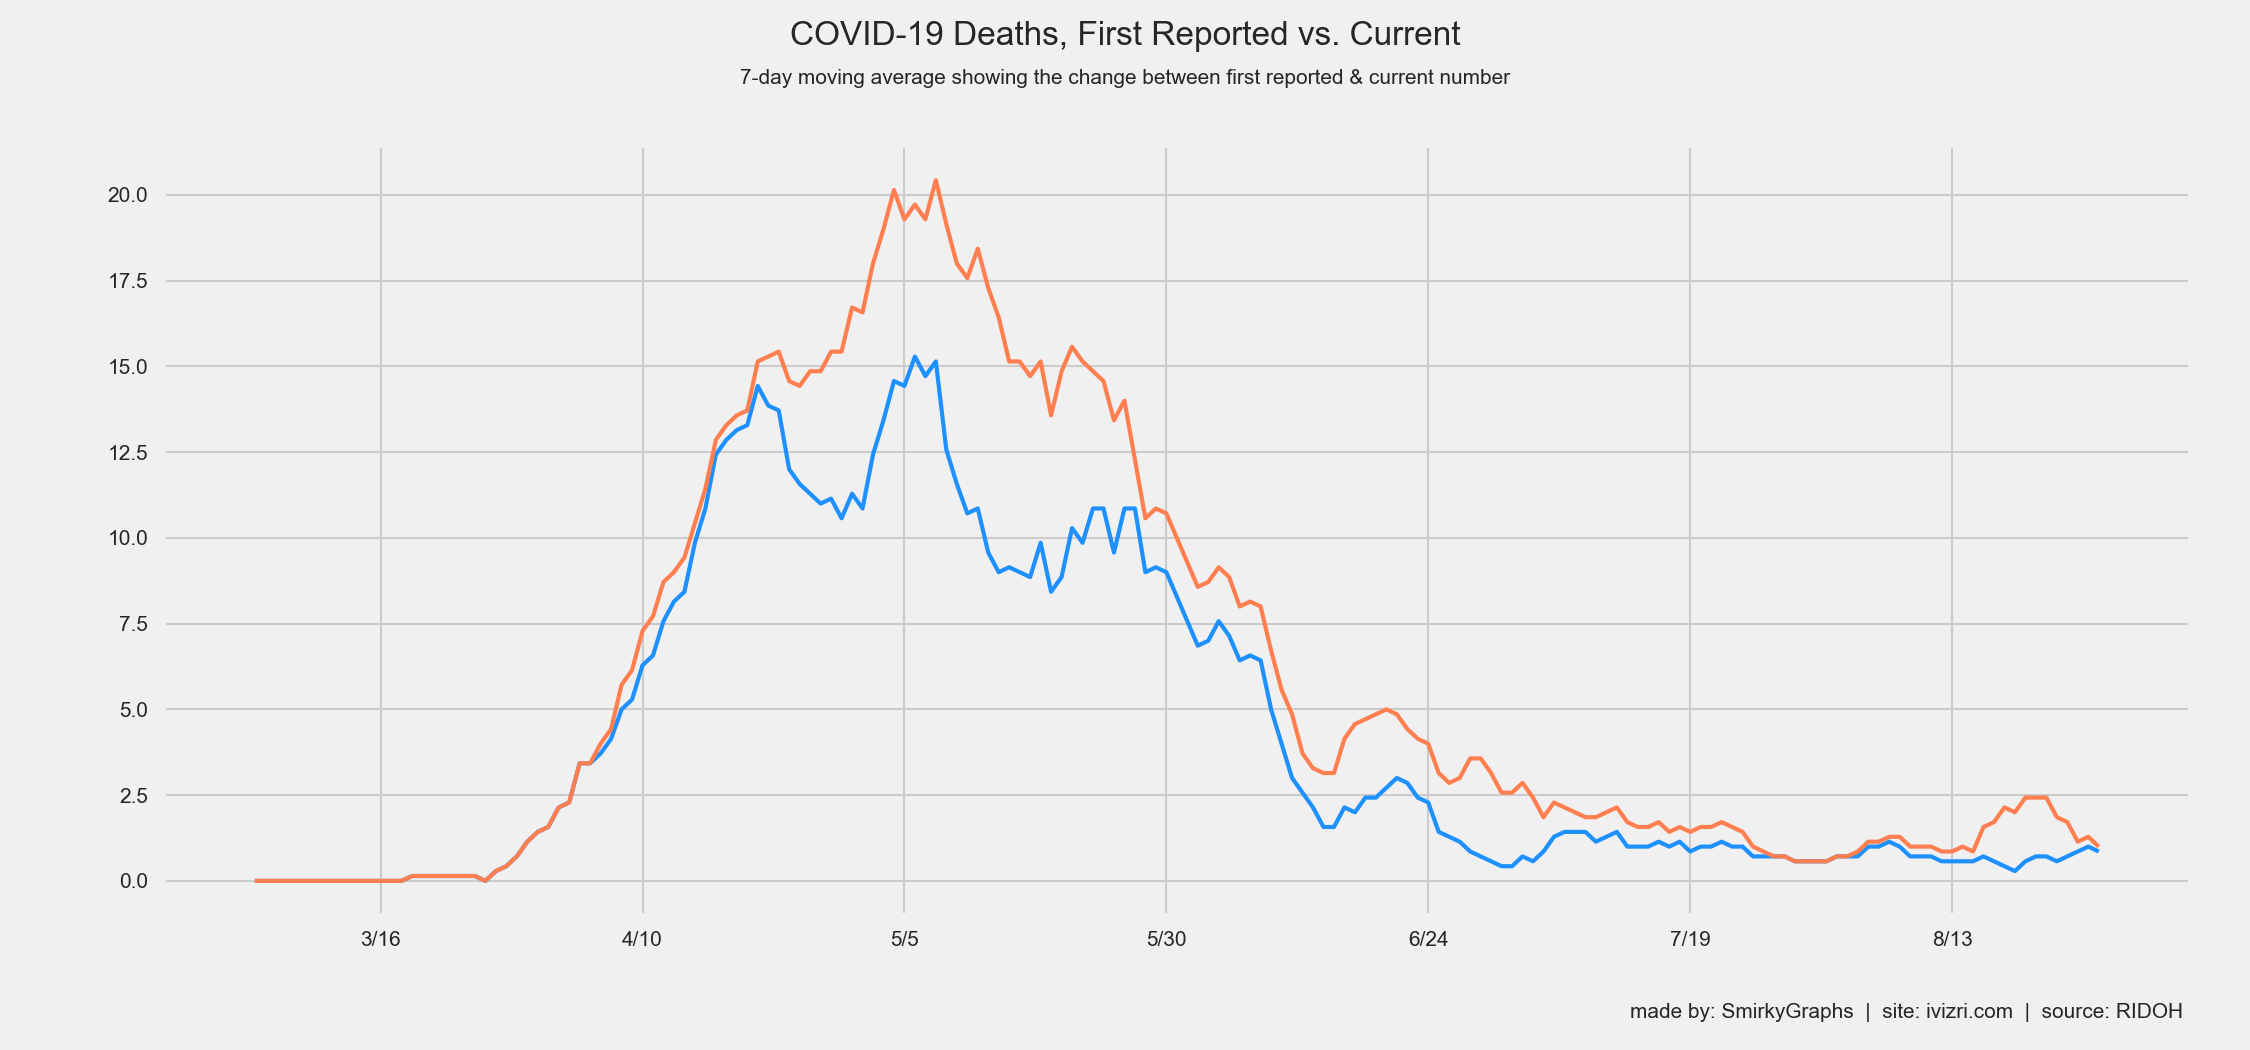 COVID-19 Deaths, First Reported vs. Current
7-day moving average showing the change between first reported & current number
20.0
17.5
15.0
12.5
10.0
7.5
5.0
2.5
0.0
3/16 4/10 5/5 5/30 6/24 7/19 8/13
made by: SmirkyGraphs | site: ivizri.com | source: RIDOH